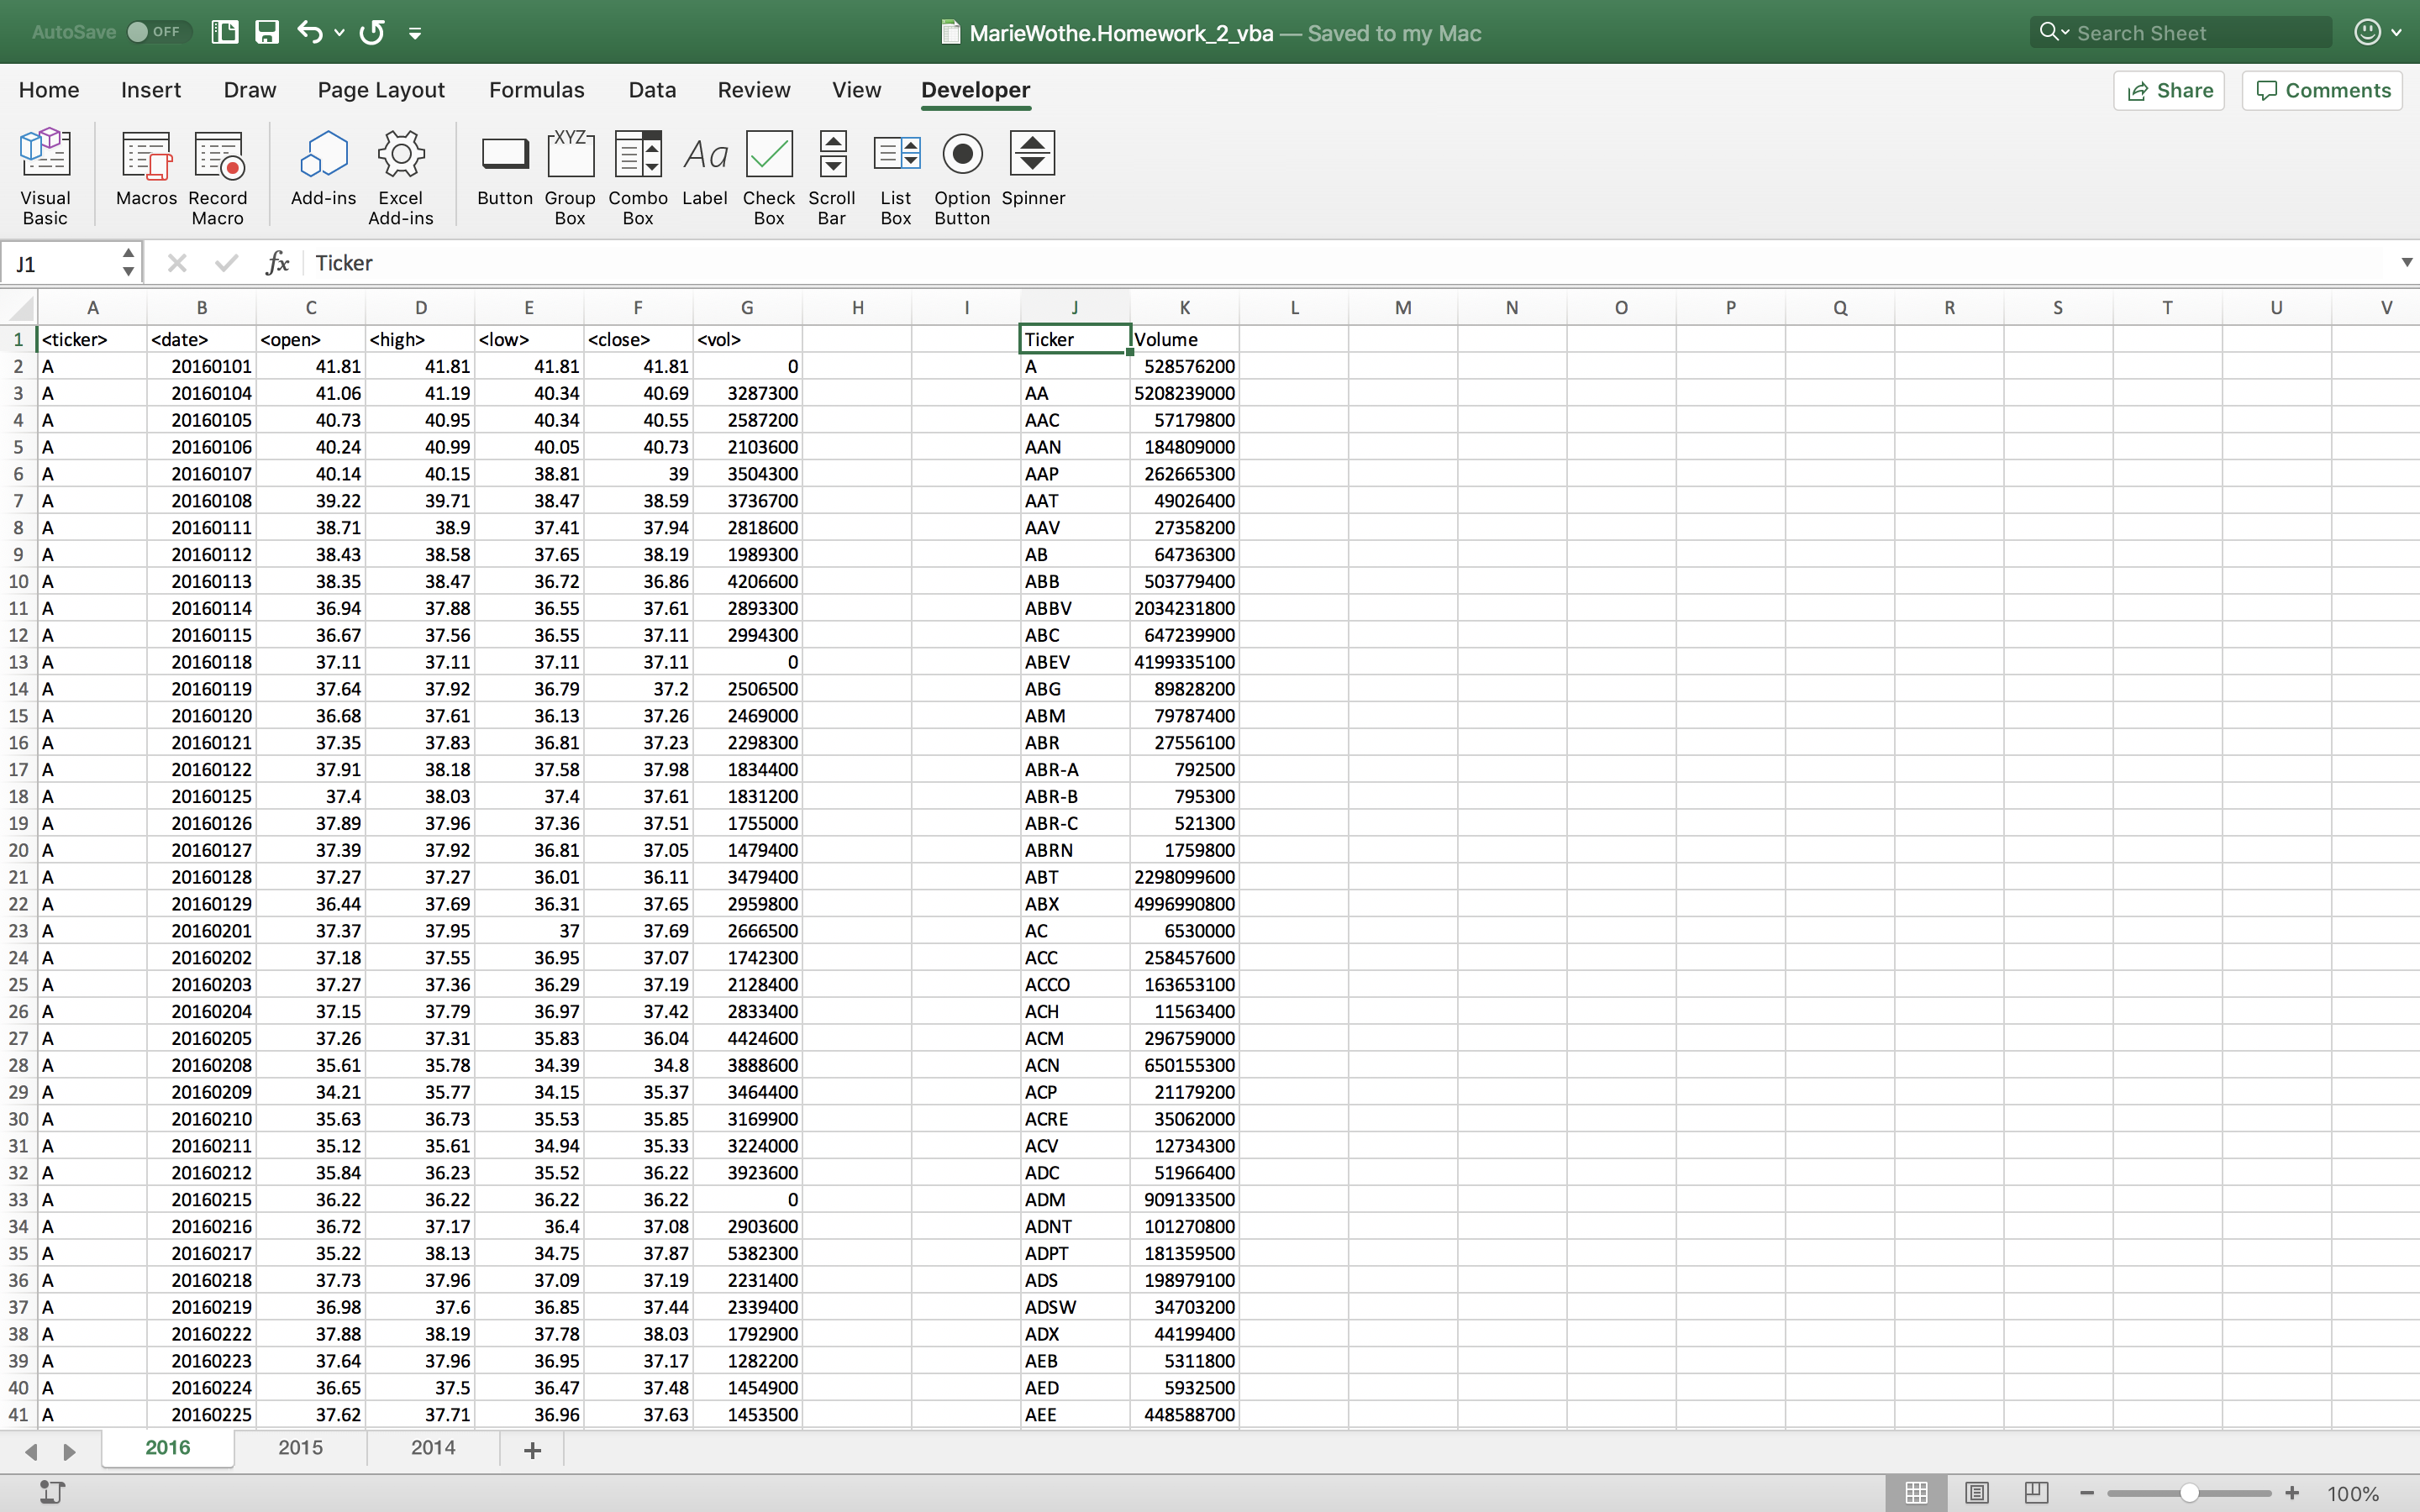 AutoSave OFF MarieWothe.Homework_2_vba — Saved to my Mac Search Sheet
Home Insert Draw Page Layout Formulas Data Review View Developer Share Comments
Visual Basic Macros Record Macro Add-ins Excel Add-ins Button Group Box Combo Box Label Check Box Scroll Bar List Box Option Button Spinner
J1 fx Ticker
A B C D E F G H I J K L M N O P Q R S T U V
1 <ticker> <date> <open> <high> <low> <close> <vol> Ticker Volume
2 A 20160101 41.81 41.81 41.81 41.81 0 A 528576200
3 A 20160104 41.06 41.19 40.34 40.69 3287300 AA 5208239000
4 A 20160105 40.73 40.95 40.34 40.55 2587200 AAC 57179800
5 A 20160106 40.24 40.99 40.05 40.73 2103600 AAN 184809000
6 A 20160107 40.14 40.15 38.81 39 3504300 AAP 262665300
7 A 20160108 39.22 39.71 38.47 38.59 3736700 AAT 49026400
8 A 20160111 38.71 38.9 37.41 37.94 2818600 AAV 27358200
9 A 20160112 38.43 38.58 37.65 38.19 1989300 AB 64736300
10 A 20160113 38.35 38.47 36.72 36.86 4206600 ABB 503779400
11 A 20160114 36.94 37.88 36.55 37.61 2893300 ABBV 2034231800
12 A 20160115 36.67 37.56 36.55 37.11 2994300 ABC 647239900
13 A 20160118 37.11 37.11 37.11 37.11 0 ABEV 4199335100
14 A 20160119 37.64 37.92 36.79 37.2 2506500 ABG 89828200
15 A 20160120 36.68 37.61 36.13 37.26 2469000 ABM 79787400
16 A 20160121 37.35 37.83 36.81 37.23 2298300 ABR 27556100
17 A 20160122 37.91 38.18 37.58 37.98 1834400 ABR-A 792500
18 A 20160125 37.4 38.03 37.4 37.61 1831200 ABR-B 795300
19 A 20160126 37.89 37.96 37.36 37.51 1755000 ABR-C 521300
20 A 20160127 37.39 37.92 36.81 37.05 1479400 ABRN 1759800
21 A 20160128 37.27 37.27 36.01 36.11 3479400 ABT 2298099600
22 A 20160129 36.44 37.69 36.31 37.65 2959800 ABX 4996990800
23 A 20160201 37.37 37.95 37 37.69 2666500 AC 6530000
24 A 20160202 37.18 37.55 36.95 37.07 1742300 ACC 258457600
25 A 20160203 37.27 37.36 36.29 37.19 2128400 ACCO 163653100
26 A 20160204 37.15 37.79 36.97 37.42 2833400 ACH 11563400
27 A 20160205 37.26 37.31 35.83 36.04 4424600 ACM 296759000
28 A 20160208 35.61 35.78 34.39 34.8 3888600 ACN 650155300
29 A 20160209 34.21 35.77 34.15 35.37 3464400 ACP 21179200
30 A 20160210 35.63 36.73 35.53 35.85 3169900 ACRE 35062000
31 A 20160211 35.12 35.61 34.94 35.33 3224000 ACV 12734300
32 A 20160212 35.84 36.23 35.52 36.22 3923600 ADC 51966400
33 A 20160215 36.22 36.22 36.22 36.22 0 ADM 909133500
34 A 20160216 36.72 37.17 36.4 37.08 2903600 ADNT 101270800
35 A 20160217 35.22 38.13 34.75 37.87 5382300 ADPT 181359500
36 A 20160218 37.73 37.96 37.09 37.19 2231400 ADS 198979100
37 A 20160219 36.98 37.6 36.85 37.44 2339400 ADSW 34703200
38 A 20160222 37.88 38.19 37.78 38.03 1792900 ADX 44199400
39 A 20160223 37.64 37.96 36.95 37.17 1282200 AEB 5311800
40 A 20160224 36.65 37.5 36.47 37.48 1454900 AED 5932500
41 A 20160225 37.62 37.71 36.96 37.63 1453500 AEE 448588700
2016 2015 2014
100%